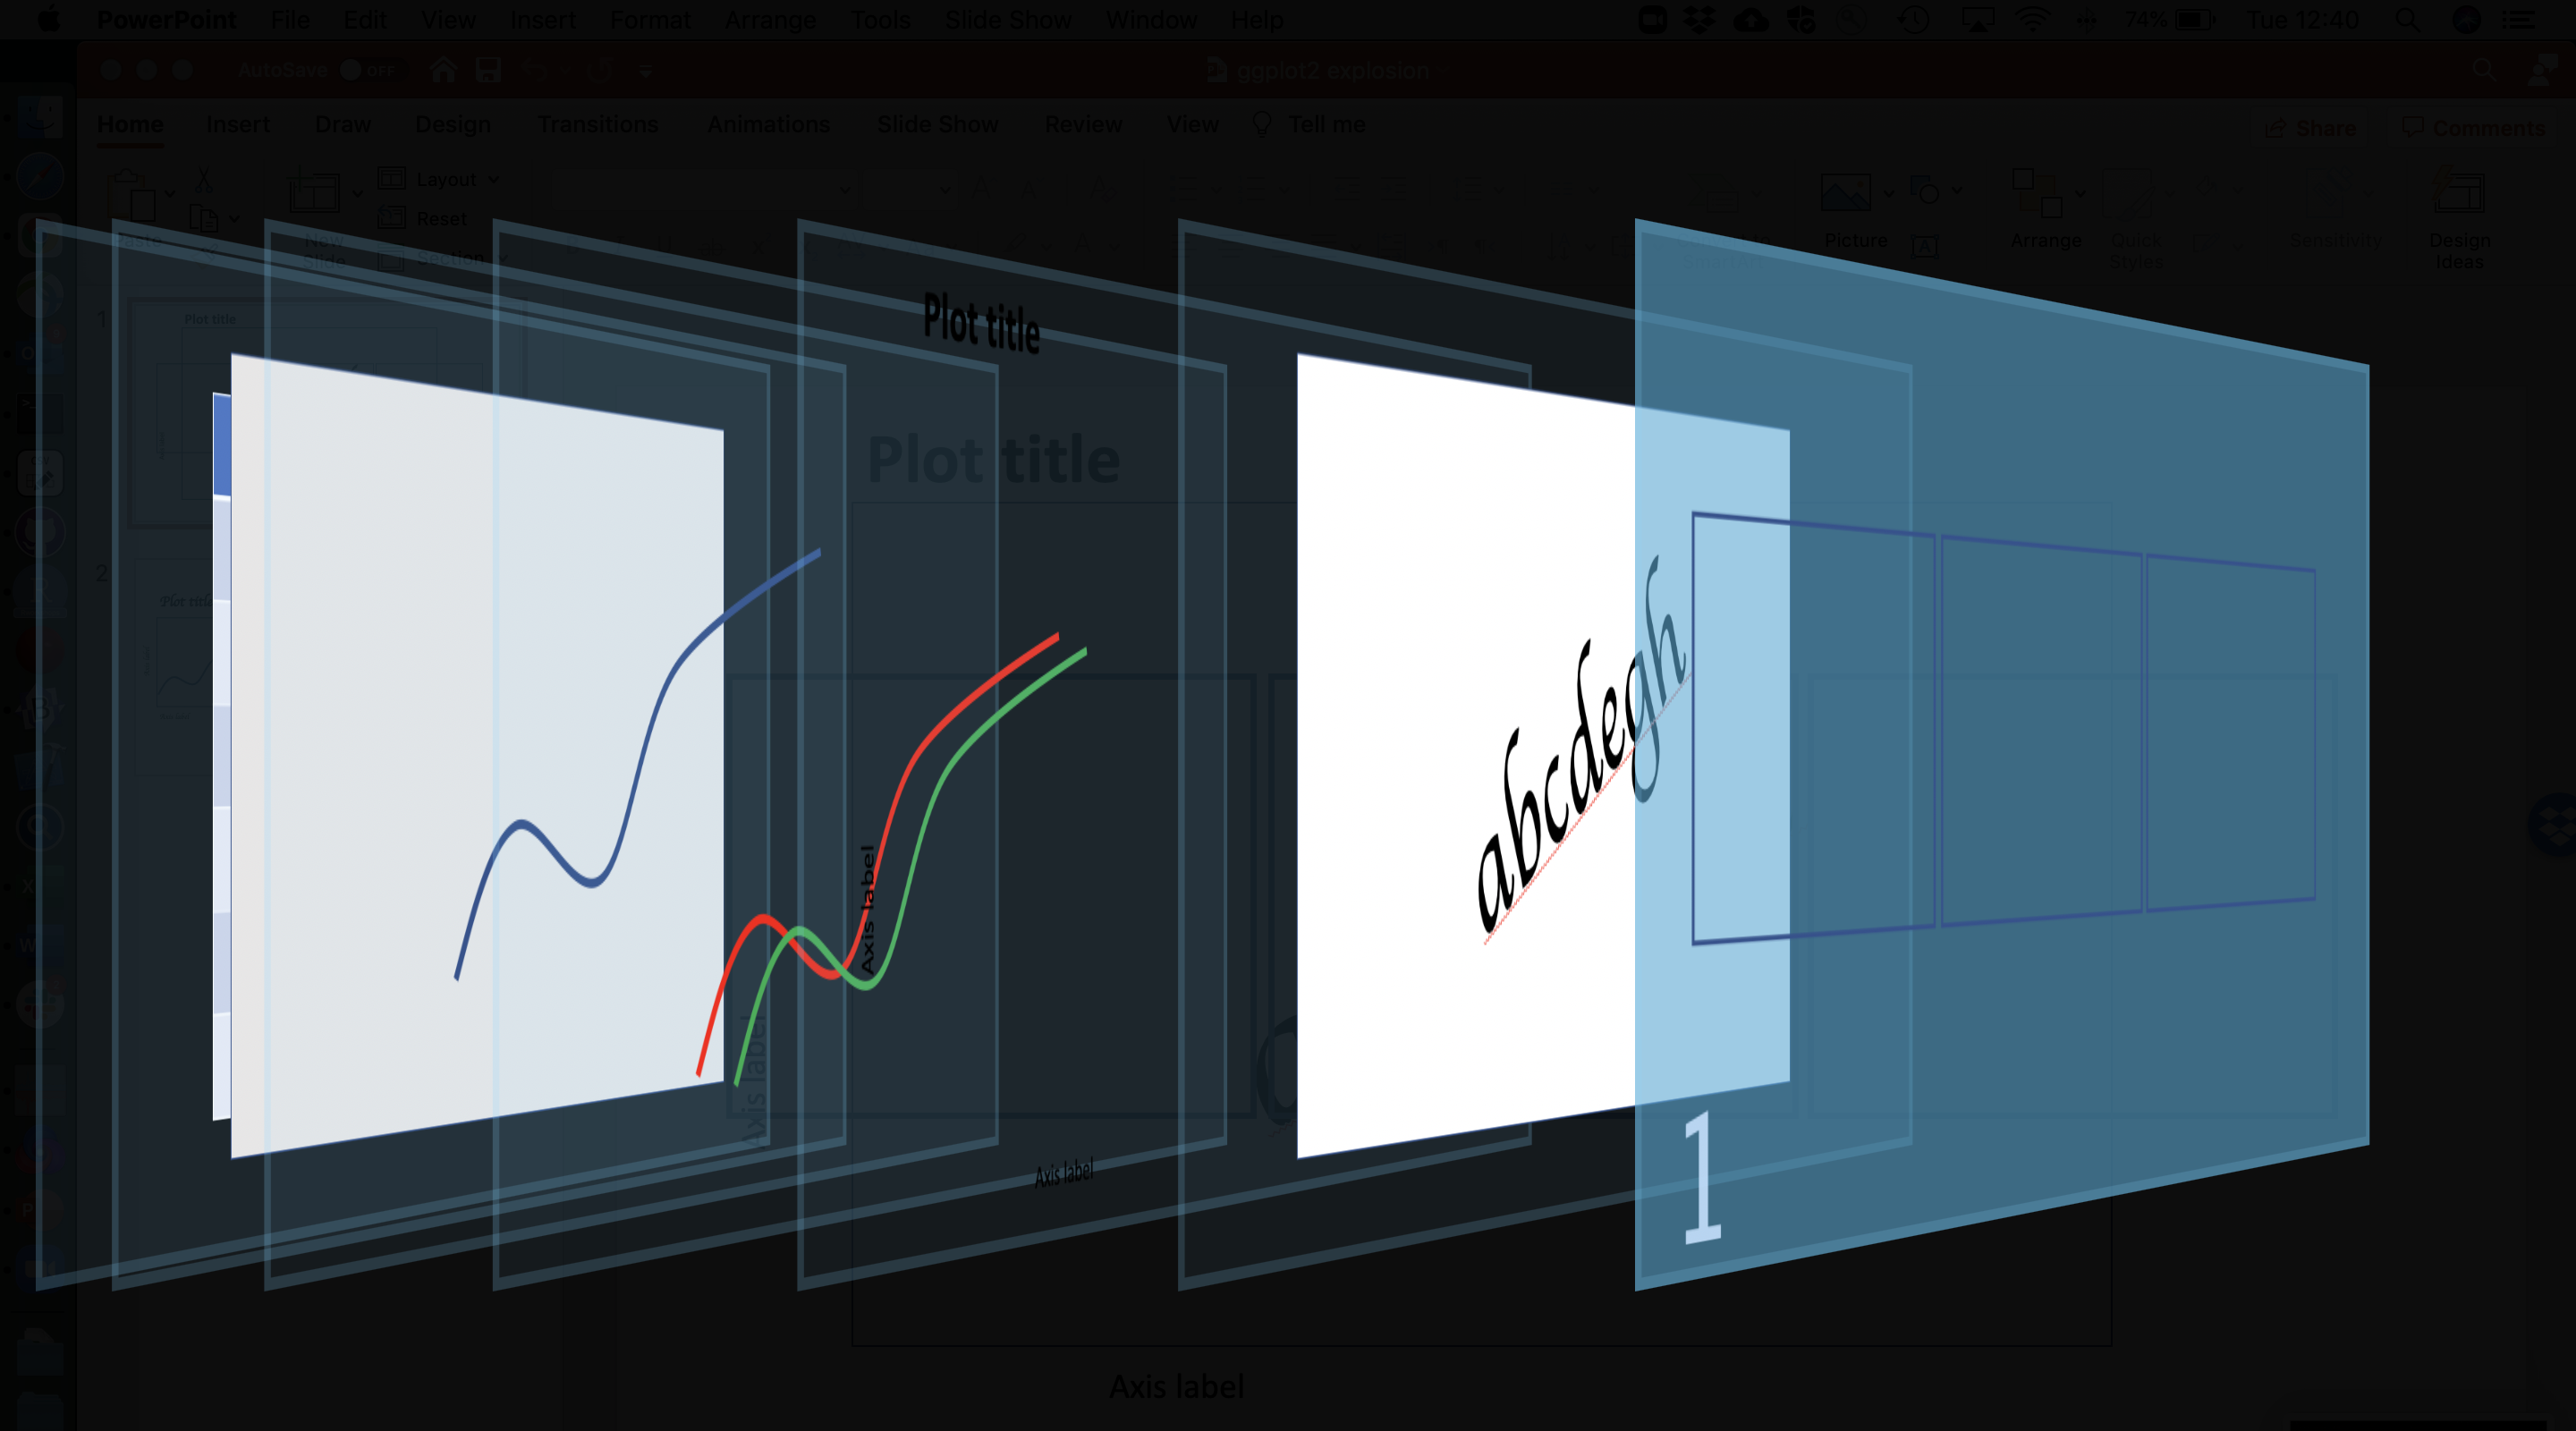 PowerPoint File Edit View Insert Format Arrange Tools Slide Show Window Help 74% Tue 12:40
AutoSave OFF ggplot2 explosion
Home Insert Draw Design Transitions Animations Slide Show Review View Tell me Share Comments
Paste New Slide Layout Reset Section Picture Arrange Quick Styles Sensitivity Design Ideas
1
Plot title
2
Plot title
Plot title
Plot title
Axis label
Axis label
Axis label
abcdegh
1
Axis label